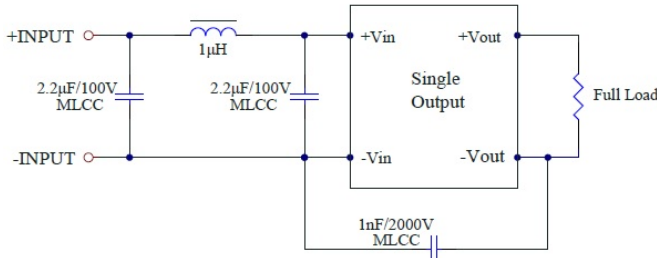 +INPUT
1μH
+Vin
+Vout
2.2μF/100V
MLCC
2.2μF/100V
MLCC
Single
Output
Full Load
-INPUT
-Vin
-Vout
1nF/2000V
MLCC